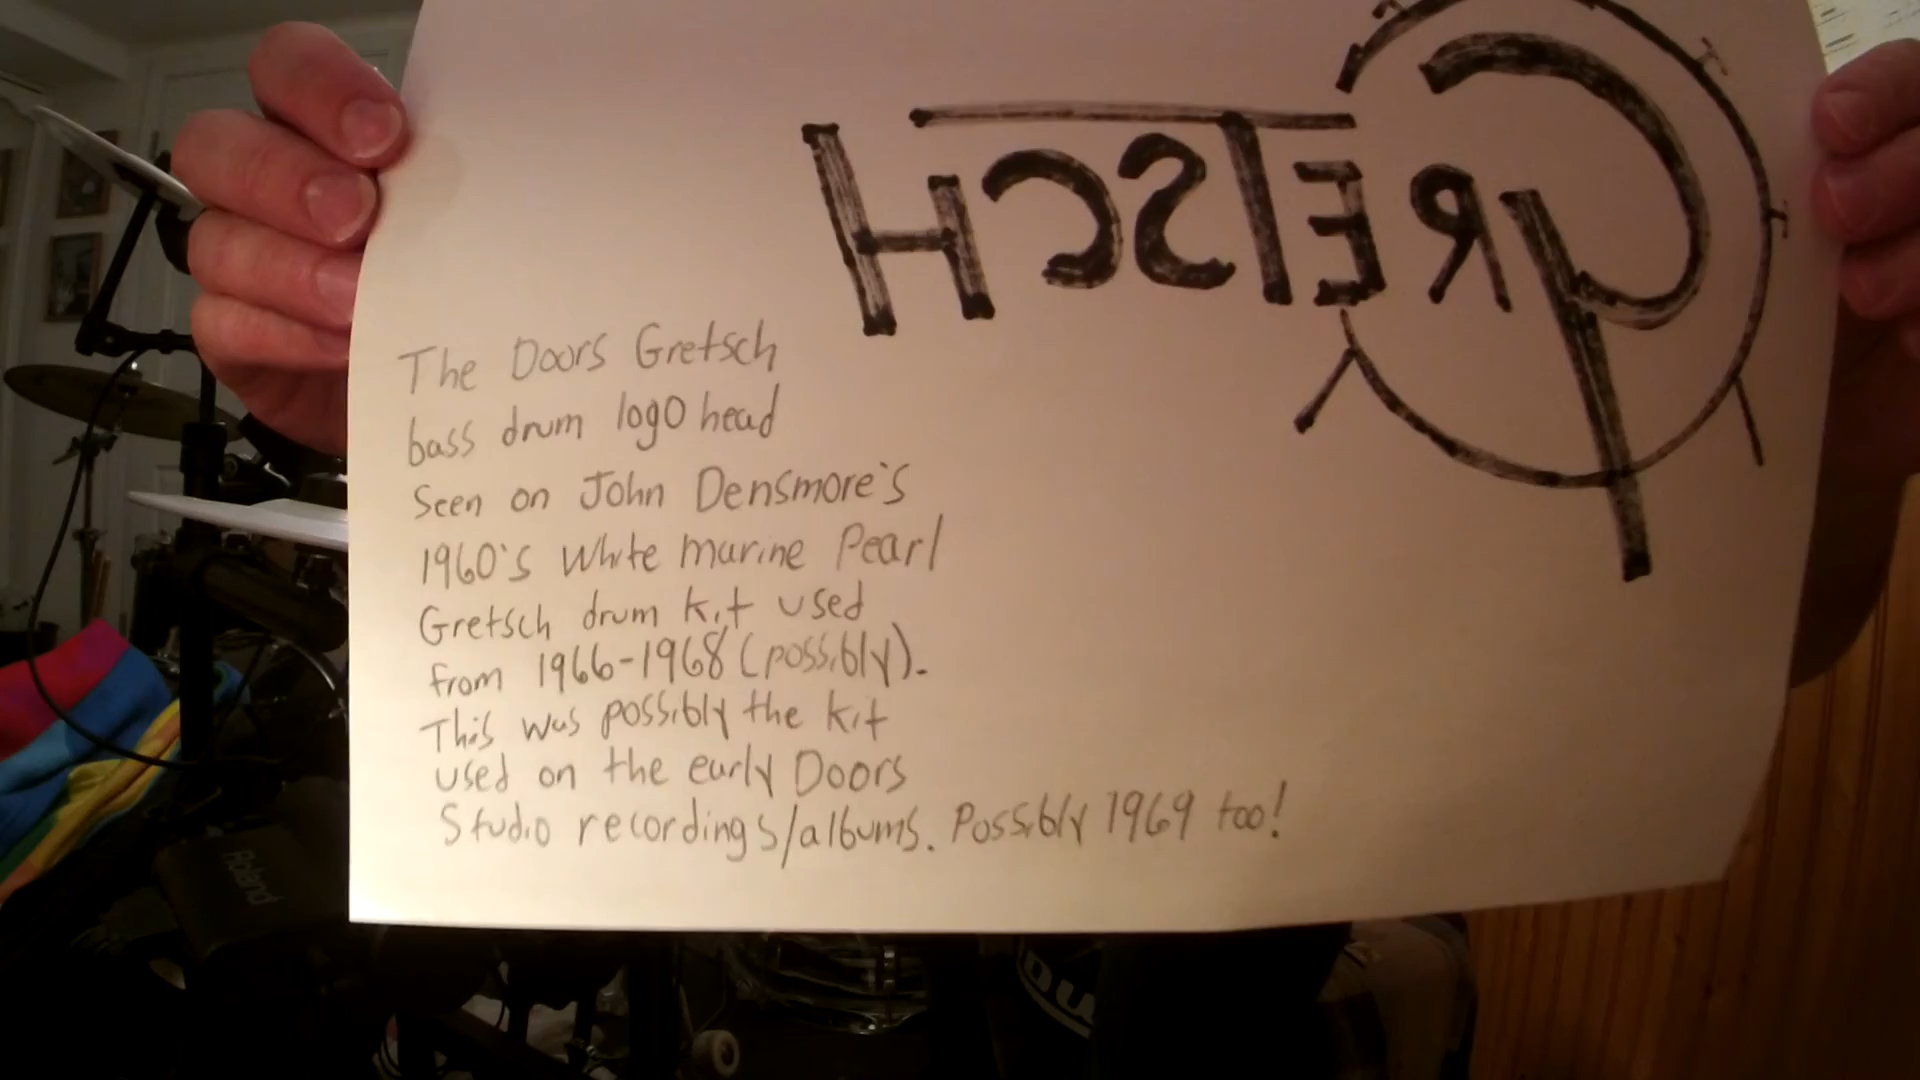 GRETSCH
The Doors Gretsch
bass drum logo head
Seen on John Densmore's
1960's White Marine Pearl
Gretsch drum kit used
from 1966-1968 (possibly).
This was possibly the kit
used on the early Doors
Studio recordings/albums. Possibly 1969 too!
Roland